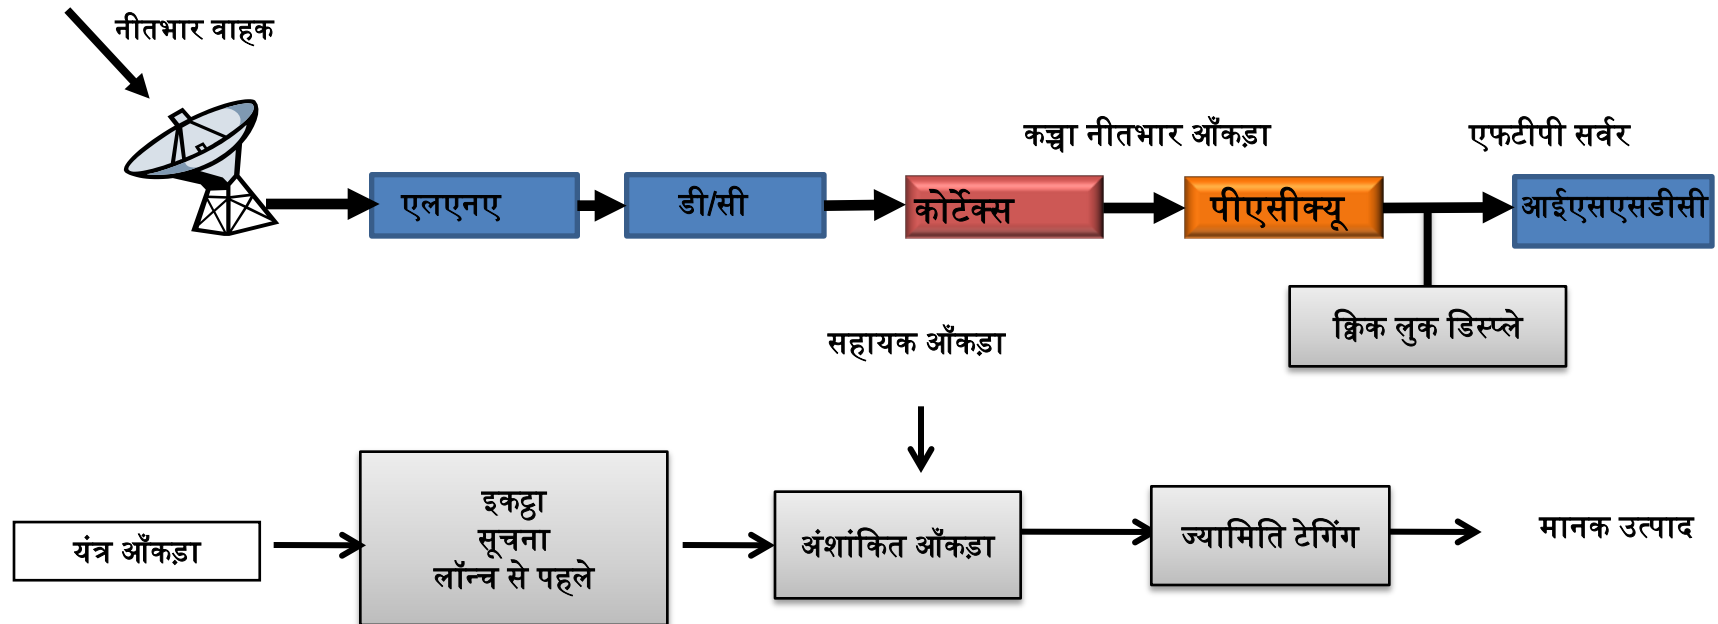 नीतभार वाहक
कच्चा नीतभार आँकड़ा
एफटीपी सर्वर
एलएनए
डी/सी
कोर्टेक्स
पीएसीक्यू
आईएसएसडीसी
क्विक लुक डिस्प्ले
सहायक आँकड़ा
यंत्र आँकड़ा
इकट्ठा
सूचना
लॉन्च से पहले
अंशांकित आँकड़ा
ज्यामिति टेगिंग
मानक उत्पाद